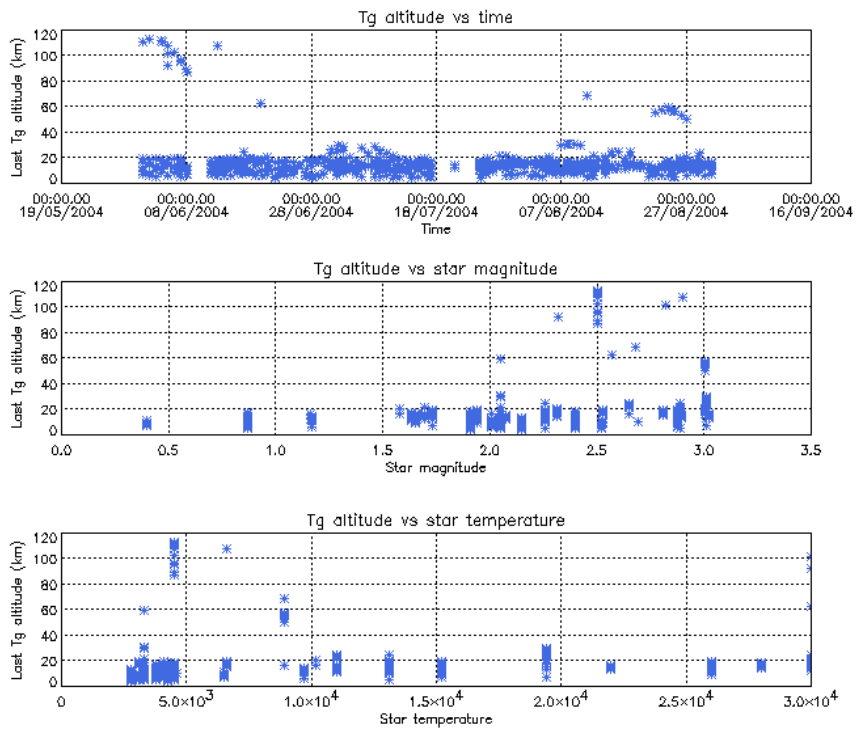 Tg altitude vs time
Last Tg altitude (km)
120
100
80
60
40
20
0
00:00.00 00:00.00 00:00.00 00:00.00 00:00.00 00:00.00 00:00.00
19/05/2004 08/06/2004 28/06/2004 18/07/2004 07/08/2004 27/08/2004 16/09/2004
Time
Tg altitude vs star magnitude
Last Tg altitude (km)
120
100
80
60
40
20
0
0.0 0.5 1.0 1.5 2.0 2.5 3.0 3.5
Star magnitude
Tg altitude vs star temperature
Last Tg altitude (km)
120
100
80
60
40
20
0
0 5.0×10³ 1.0×10⁴ 1.5×10⁴ 2.0×10⁴ 2.5×10⁴ 3.0×10⁴
Star temperature